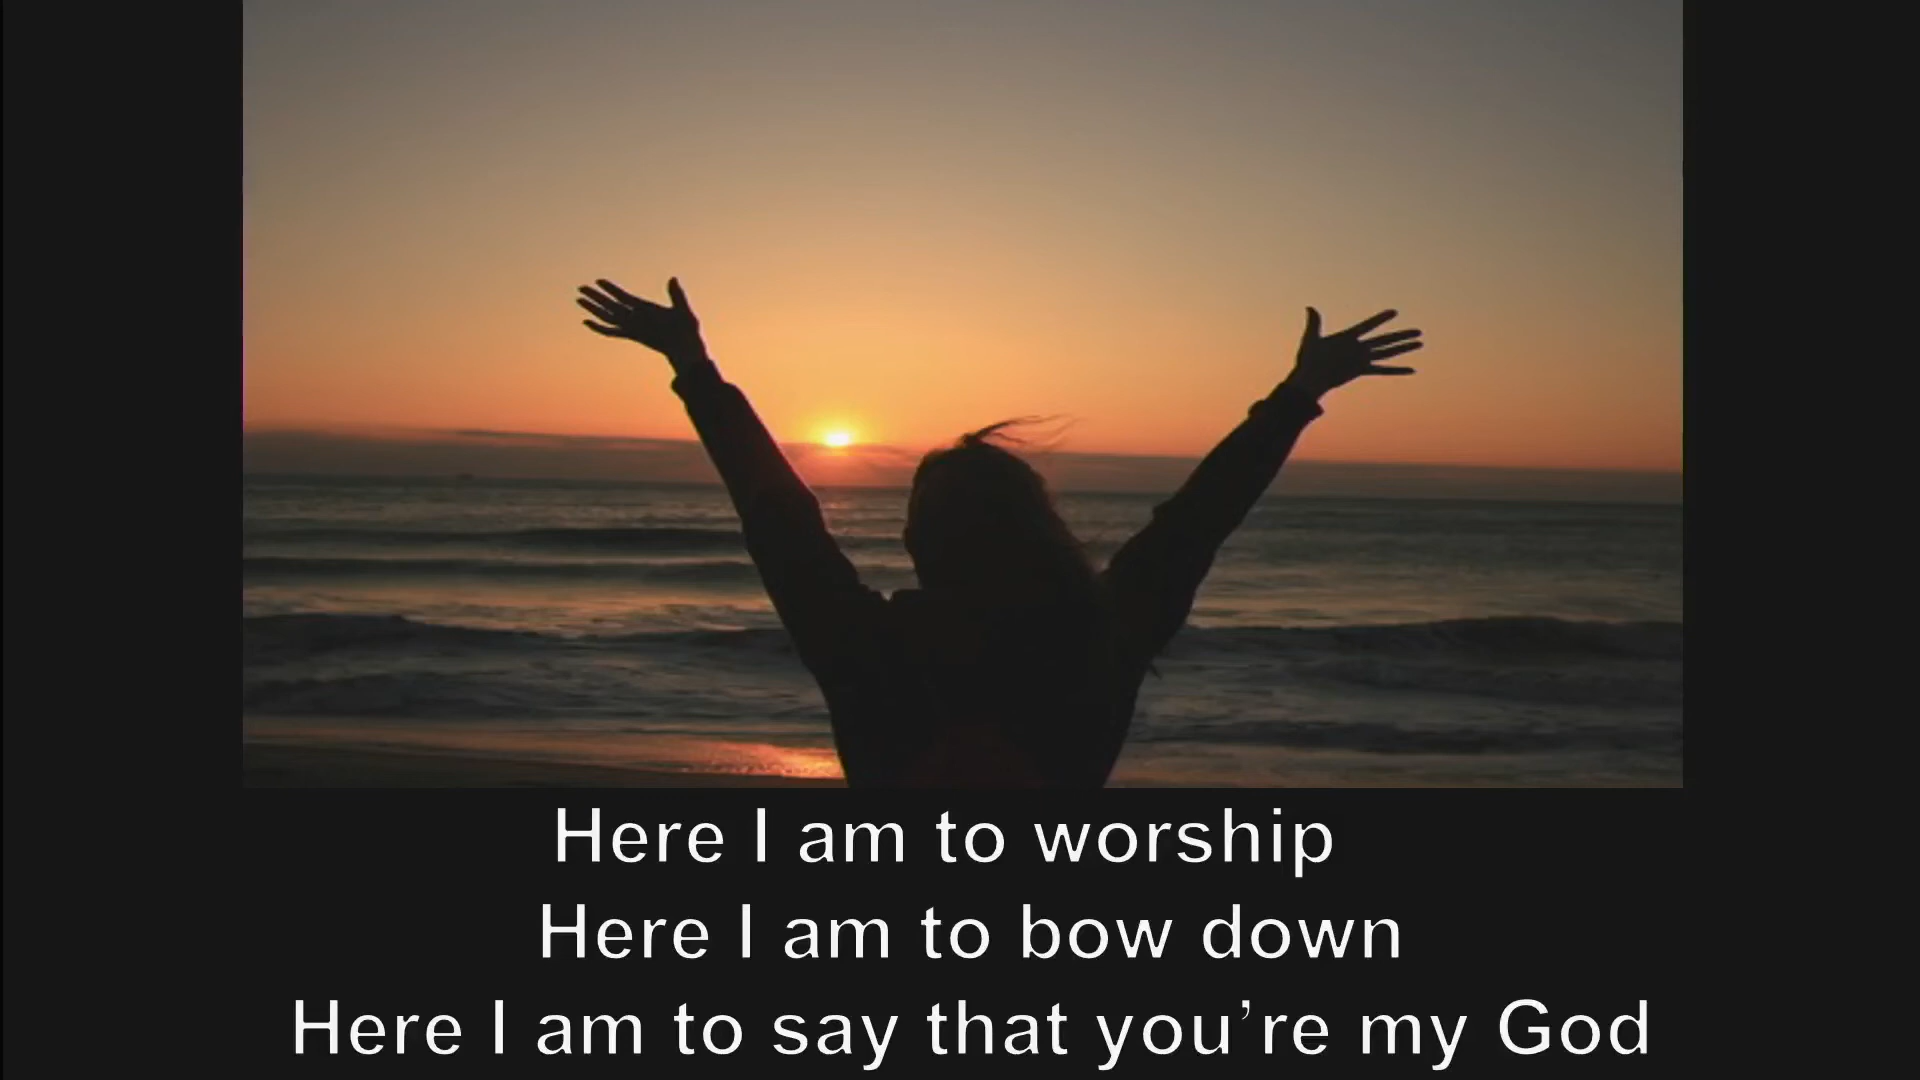 Here I am to worship
Here I am to bow down
Here I am to say that you’re my God